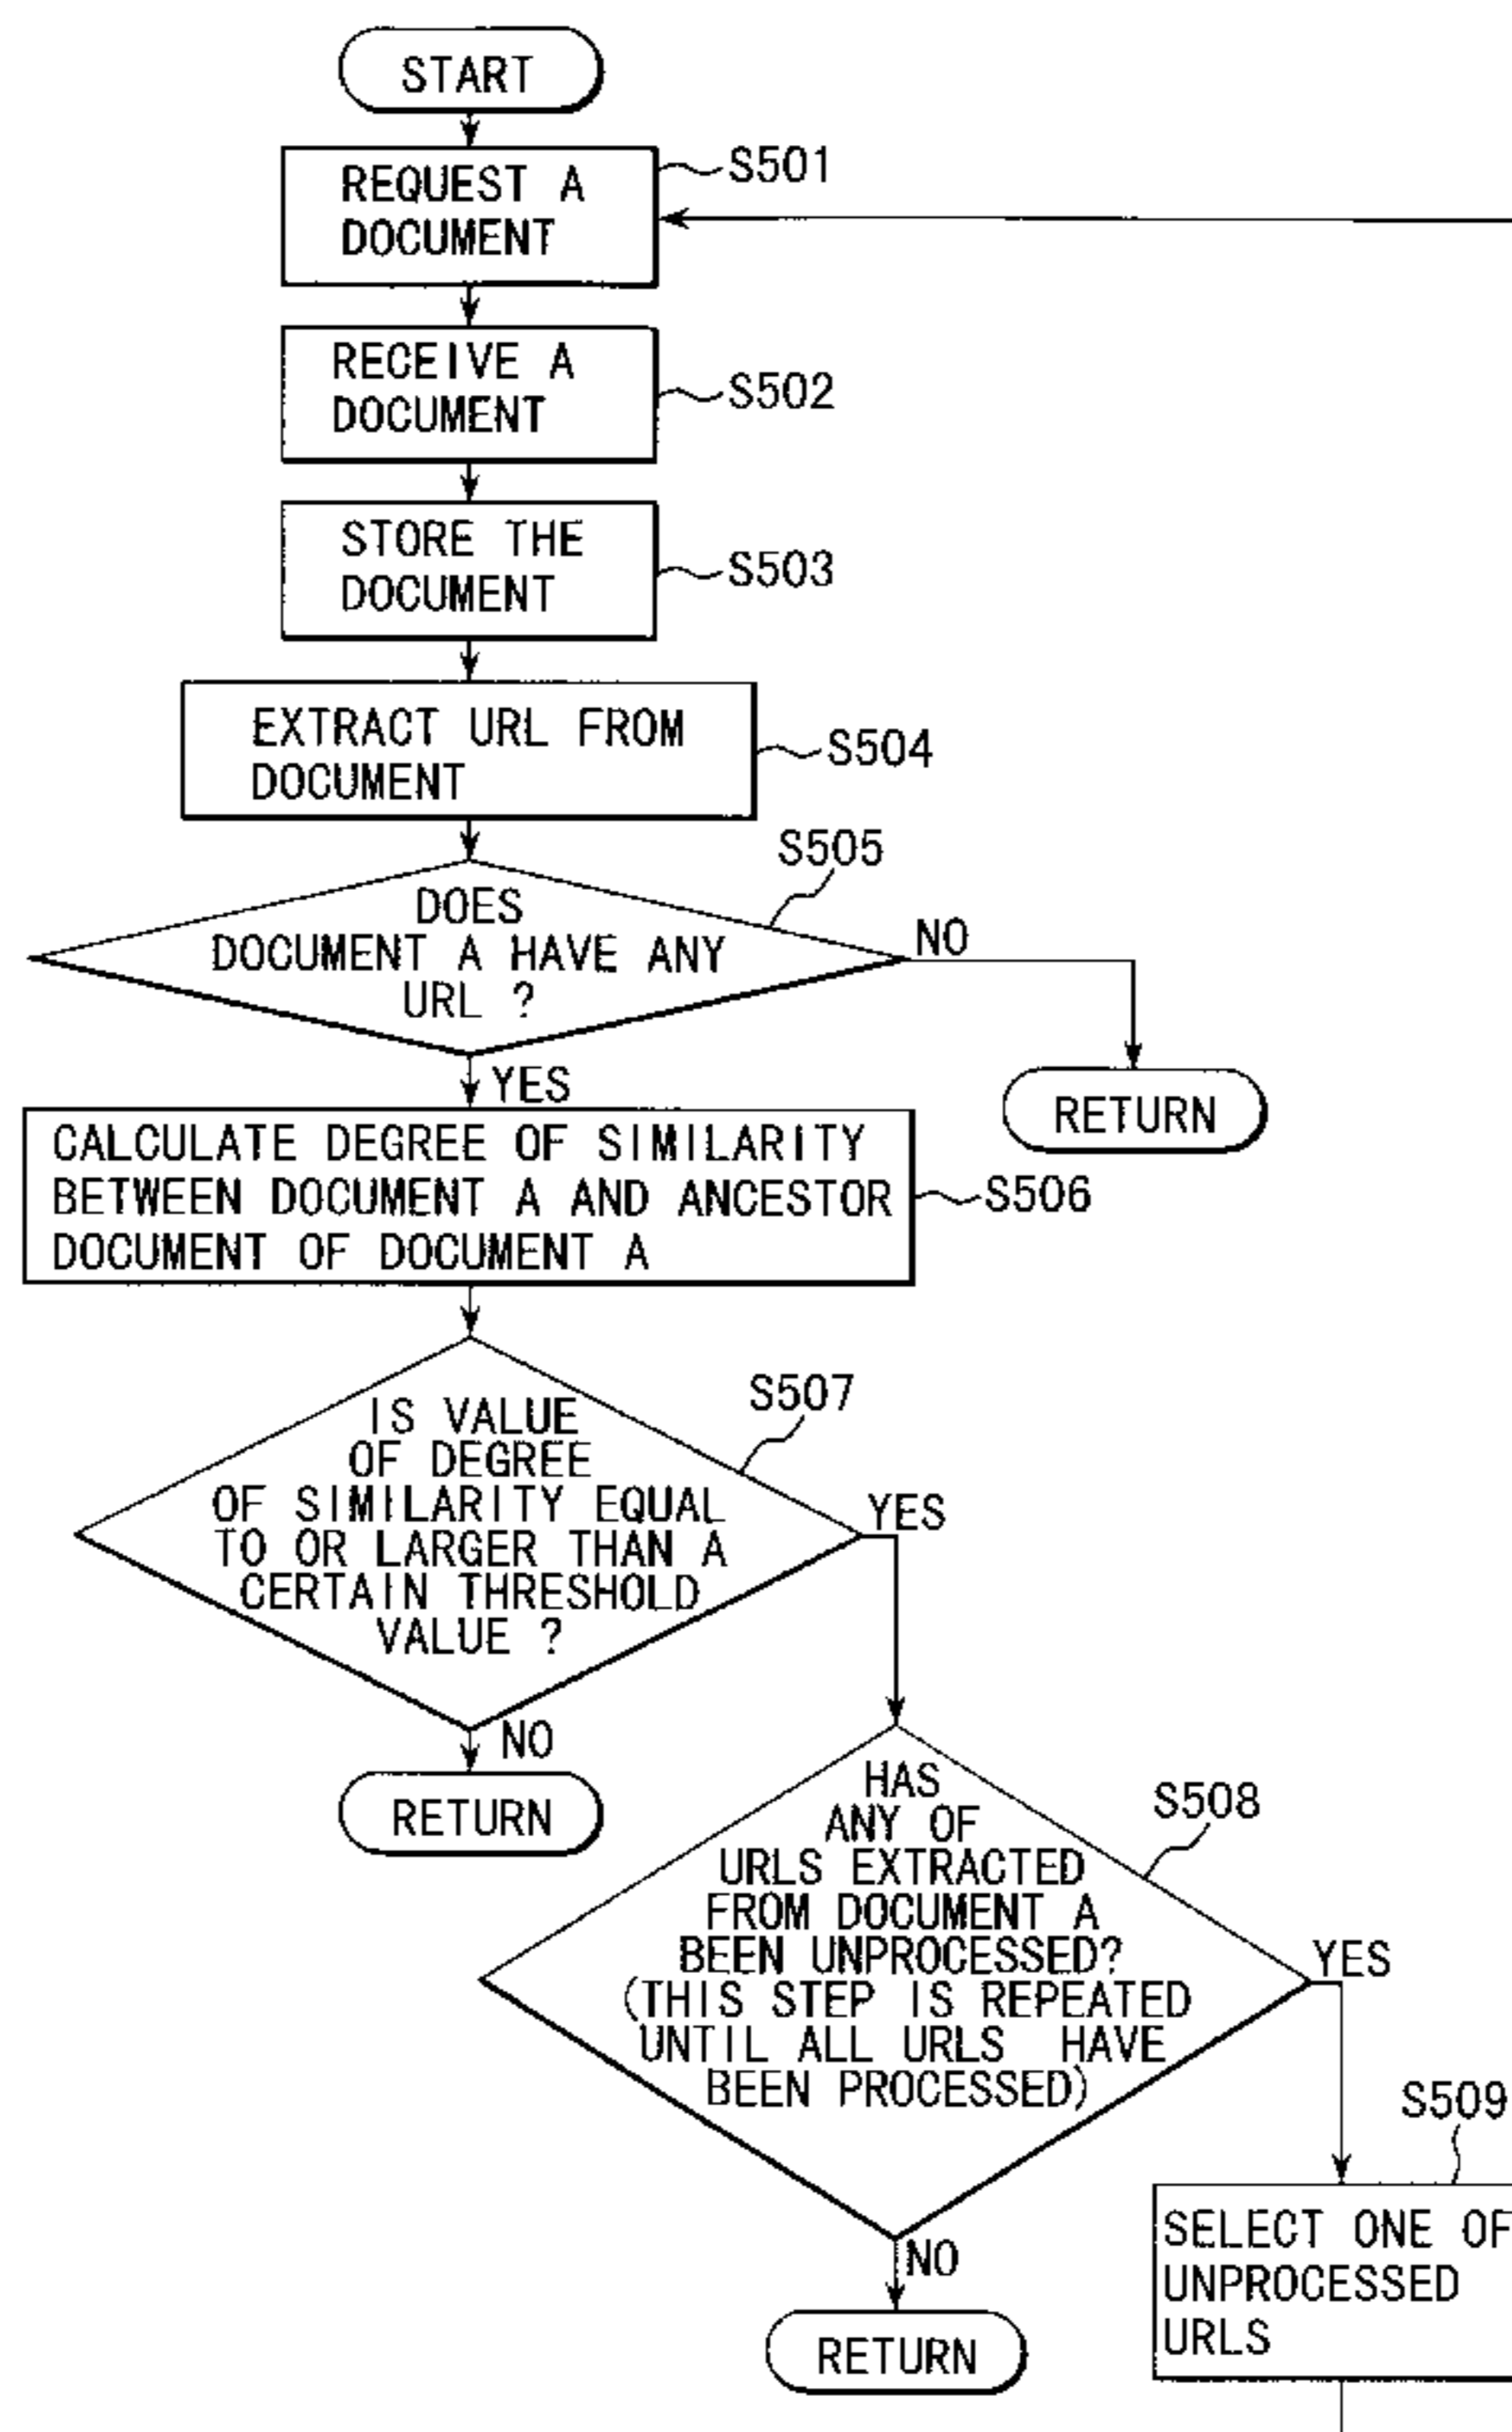 START
REQUEST A
DOCUMENT
S501
RECEIVE A
DOCUMENT
S502
STORE THE
DOCUMENT
S503
EXTRACT URL FROM
DOCUMENT
S504
S505
DOES
DOCUMENT A HAVE ANY
URL ?
NO
YES
RETURN
CALCULATE DEGREE OF SIMILARITY
BETWEEN DOCUMENT A AND ANCESTOR
DOCUMENT OF DOCUMENT A
S506
S507
IS VALUE
OF DEGREE
OF SIMILARITY EQUAL
TO OR LARGER THAN A
CERTAIN THRESHOLD
VALUE ?
YES
NO
RETURN
S508
HAS
ANY OF
URLS EXTRACTED
FROM DOCUMENT A
BEEN UNPROCESSED?
(THIS STEP IS REPEATED
UNTIL ALL URLS HAVE
BEEN PROCESSED)
YES
NO
RETURN
S509
SELECT ONE OF
UNPROCESSED
URLS